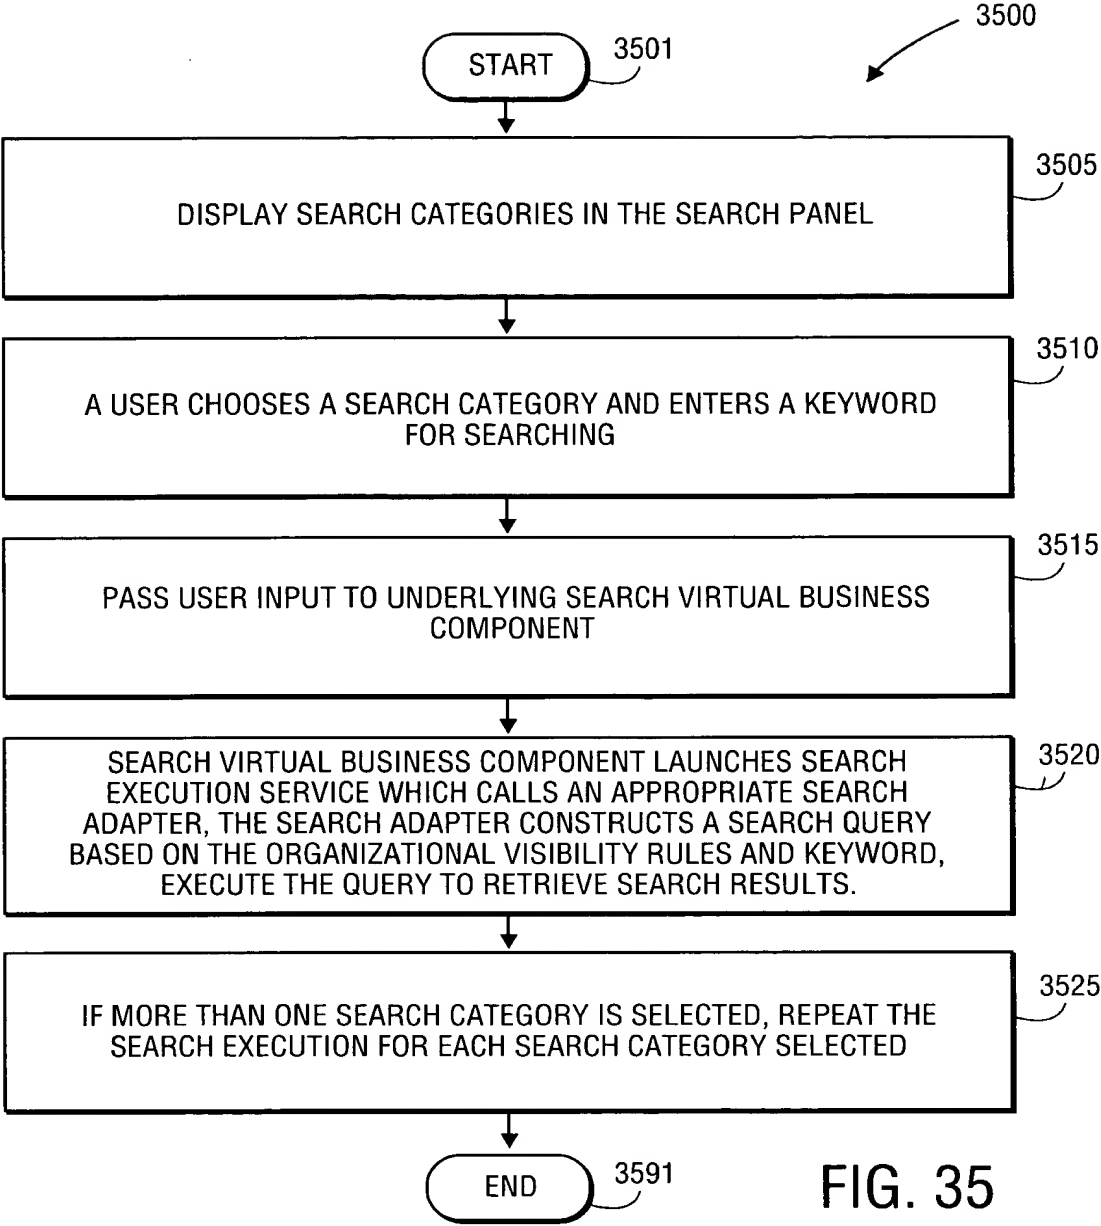 3500
START
3501
DISPLAY SEARCH CATEGORIES IN THE SEARCH PANEL
3505
A USER CHOOSES A SEARCH CATEGORY AND ENTERS A KEYWORD
FOR SEARCHING
3510
PASS USER INPUT TO UNDERLYING SEARCH VIRTUAL BUSINESS
COMPONENT
3515
SEARCH VIRTUAL BUSINESS COMPONENT LAUNCHES SEARCH
EXECUTION SERVICE WHICH CALLS AN APPROPRIATE SEARCH
ADAPTER, THE SEARCH ADAPTER CONSTRUCTS A SEARCH QUERY
BASED ON THE ORGANIZATIONAL VISIBILITY RULES AND KEYWORD,
EXECUTE THE QUERY TO RETRIEVE SEARCH RESULTS.
3520
IF MORE THAN ONE SEARCH CATEGORY IS SELECTED, REPEAT THE
SEARCH EXECUTION FOR EACH SEARCH CATEGORY SELECTED
3525
END
3591
FIG. 35